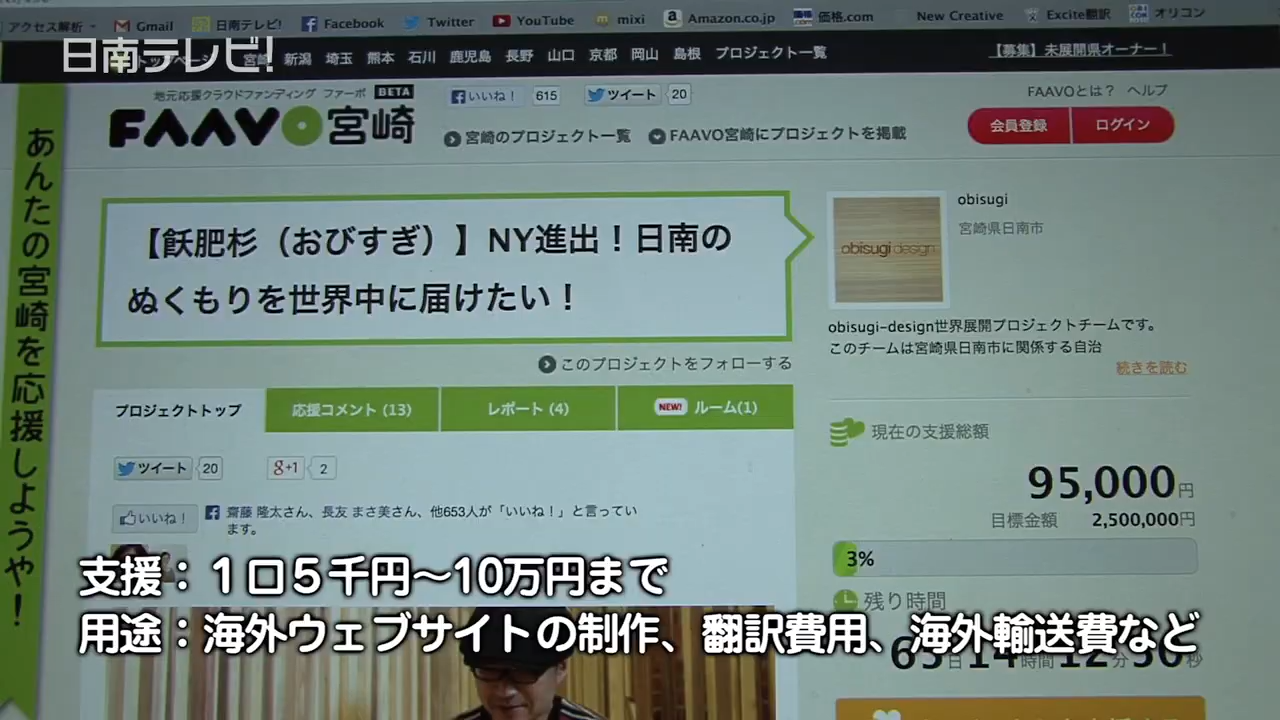 アクセス解析 Gmail 日南テレビ! Facebook Twitter YouTube mixi Amazon.co.jp 価格.com New Creative Excite翻訳 オリコン
日南テレビ!
宮崎 新潟 埼玉 熊本 石川 鹿児島 長野 山口 京都 岡山 島根 プロジェクト一覧 【募集】未展開県オーナー!
地元応援クラウドファンディング ファーボ BETA
FAAVO宮崎
いいね! 615 ツイート 20
宮崎のプロジェクト一覧 FAAVO宮崎にプロジェクトを掲載
FAAVOとは? ヘルプ
会員登録 ログイン
あんたの宮崎を応援しようや!
【飫肥杉(おびすぎ)】NY進出!日南の
ぬくもりを世界中に届けたい!
このプロジェクトをフォローする
プロジェクトトップ 応援コメント (13) レポート (4) NEW! ルーム(1)
ツイート 20 g+1 2
いいね! 齋藤 隆太さん、長友 まさ美さん、他653人が「いいね!」と言ってい
ます。
obisugi design
obisugi
宮崎県日南市
obisugi-design世界展開プロジェクトチームです。
このチームは宮崎県日南市に関係する自治
続きを読む
現在の支援総額
95,000円
目標金額 2,500,000円
3%
残り時間
支援:1口5千円〜10万円まで
用途:海外ウェブサイトの制作、翻訳費用、海外輸送費など